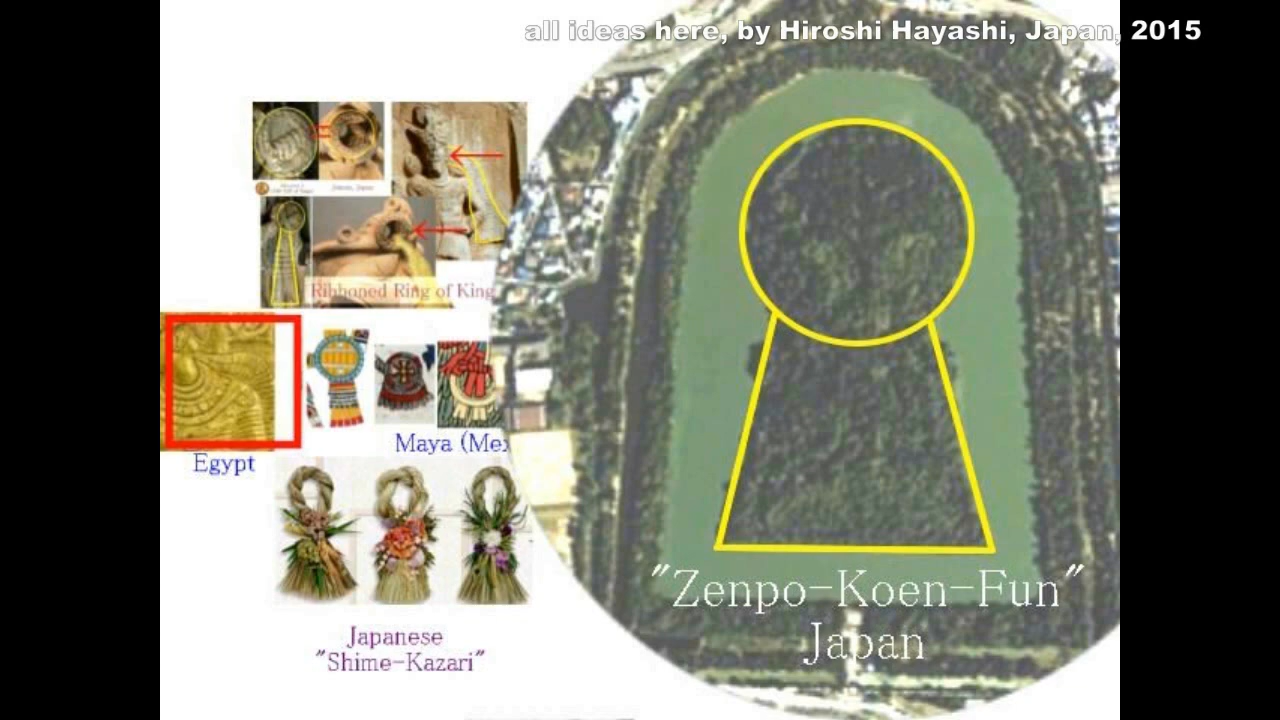 all ideas here, by Hiroshi Hayashi, Japan, 2015
Ribboned Ring of King
Egypt
Maya (Me
Japanese
"Shime-Kazari"
"Zenpo-Koen-Fun"
Japan